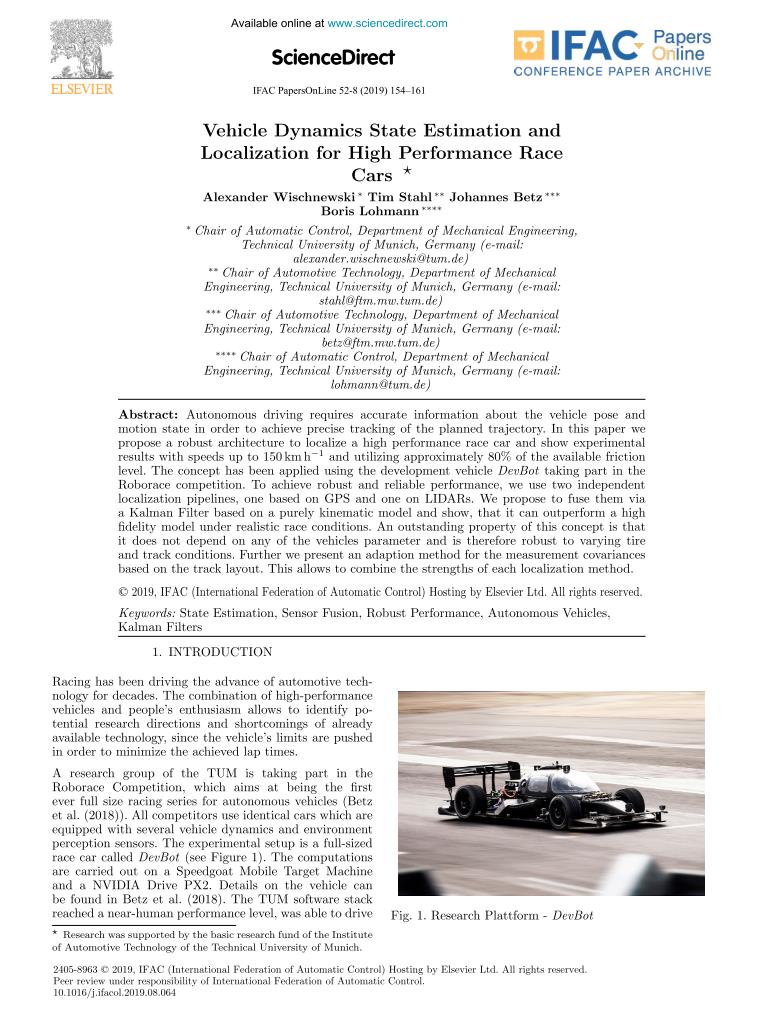 Available online at www.sciencedirect.com
ELSEVIER
ScienceDirect
IFAC Papers
OnLine
CONFERENCE PAPER ARCHIVE
IFAC PapersOnLine 52-8 (2019) 154–161
Vehicle Dynamics State Estimation and
Localization for High Performance Race
Cars ⋆
Alexander Wischnewski * Tim Stahl ** Johannes Betz ***
Boris Lohmann ****
* Chair of Automatic Control, Department of Mechanical Engineering,
Technical University of Munich, Germany (e-mail:
alexander.wischnewski@tum.de)
** Chair of Automotive Technology, Department of Mechanical
Engineering, Technical University of Munich, Germany (e-mail:
stahl@ftm.mw.tum.de)
*** Chair of Automotive Technology, Department of Mechanical
Engineering, Technical University of Munich, Germany (e-mail:
betz@ftm.mw.tum.de)
**** Chair of Automatic Control, Department of Mechanical
Engineering, Technical University of Munich, Germany (e-mail:
lohmann@tum.de)
Abstract: Autonomous driving requires accurate information about the vehicle pose and
motion state in order to achieve precise tracking of the planned trajectory. In this paper we
propose a robust architecture to localize a high performance race car and show experimental
results with speeds up to 150 km h⁻¹ and utilizing approximately 80% of the available friction
level. The concept has been applied using the development vehicle DevBot taking part in the
Roborace competition. To achieve robust and reliable performance, we use two independent
localization pipelines, one based on GPS and one on LIDARs. We propose to fuse them via
a Kalman Filter based on a purely kinematic model and show, that it can outperform a high
fidelity model under realistic race conditions. An outstanding property of this concept is that
it does not depend on any of the vehicles parameter and is therefore robust to varying tire
and track conditions. Further we present an adaption method for the measurement covariances
based on the track layout. This allows to combine the strengths of each localization method.
© 2019, IFAC (International Federation of Automatic Control) Hosting by Elsevier Ltd. All rights reserved.
Keywords: State Estimation, Sensor Fusion, Robust Performance, Autonomous Vehicles,
Kalman Filters
1. INTRODUCTION
Racing has been driving the advance of automotive tech-
nology for decades. The combination of high-performance
vehicles and people's enthusiasm allows to identify po-
tential research directions and shortcomings of already
available technology, since the vehicle's limits are pushed
in order to minimize the achieved lap times.
A research group of the TUM is taking part in the
Roborace Competition, which aims at being the first
ever full size racing series for autonomous vehicles (Betz
et al. (2018)). All competitors use identical cars which are
equipped with several vehicle dynamics and environment
perception sensors. The experimental setup is a full-sized
race car called DevBot (see Figure 1). The computations
are carried out on a Speedgoat Mobile Target Machine
and a NVIDIA Drive PX2. Details on the vehicle can
be found in Betz et al. (2018). The TUM software stack
reached a near-human performance level, was able to drive
Fig. 1. Research Plattform - DevBot
⋆ Research was supported by the basic research fund of the Institute
of Automotive Technology of the Technical University of Munich.
2405-8963 © 2019, IFAC (International Federation of Automatic Control) Hosting by Elsevier Ltd. All rights reserved.
Peer review under responsibility of International Federation of Automatic Control.
10.1016/j.ifacol.2019.08.064